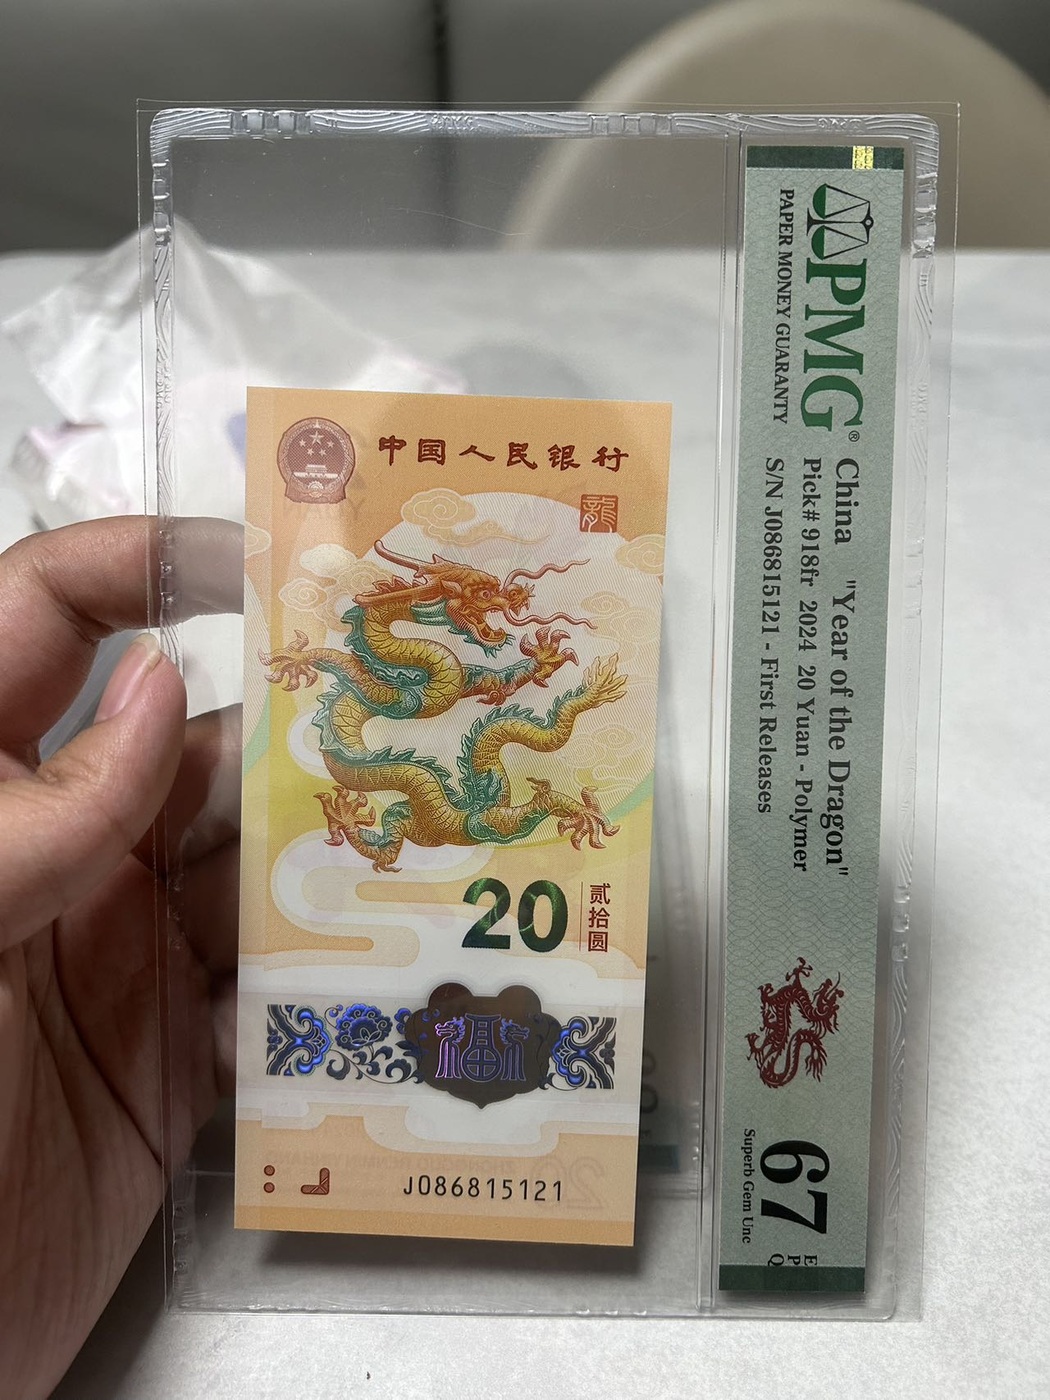 中国人民银行
龍
20
贰拾圆
福
J086815121
PMG®
PAPER MONEY GUARANTY
China "Year of the Dragon"
Pick# 918fr 2024 20 Yuan - Polymer
S/N J086815121 - First Releases
67
EPQ
Superb Gem Unc